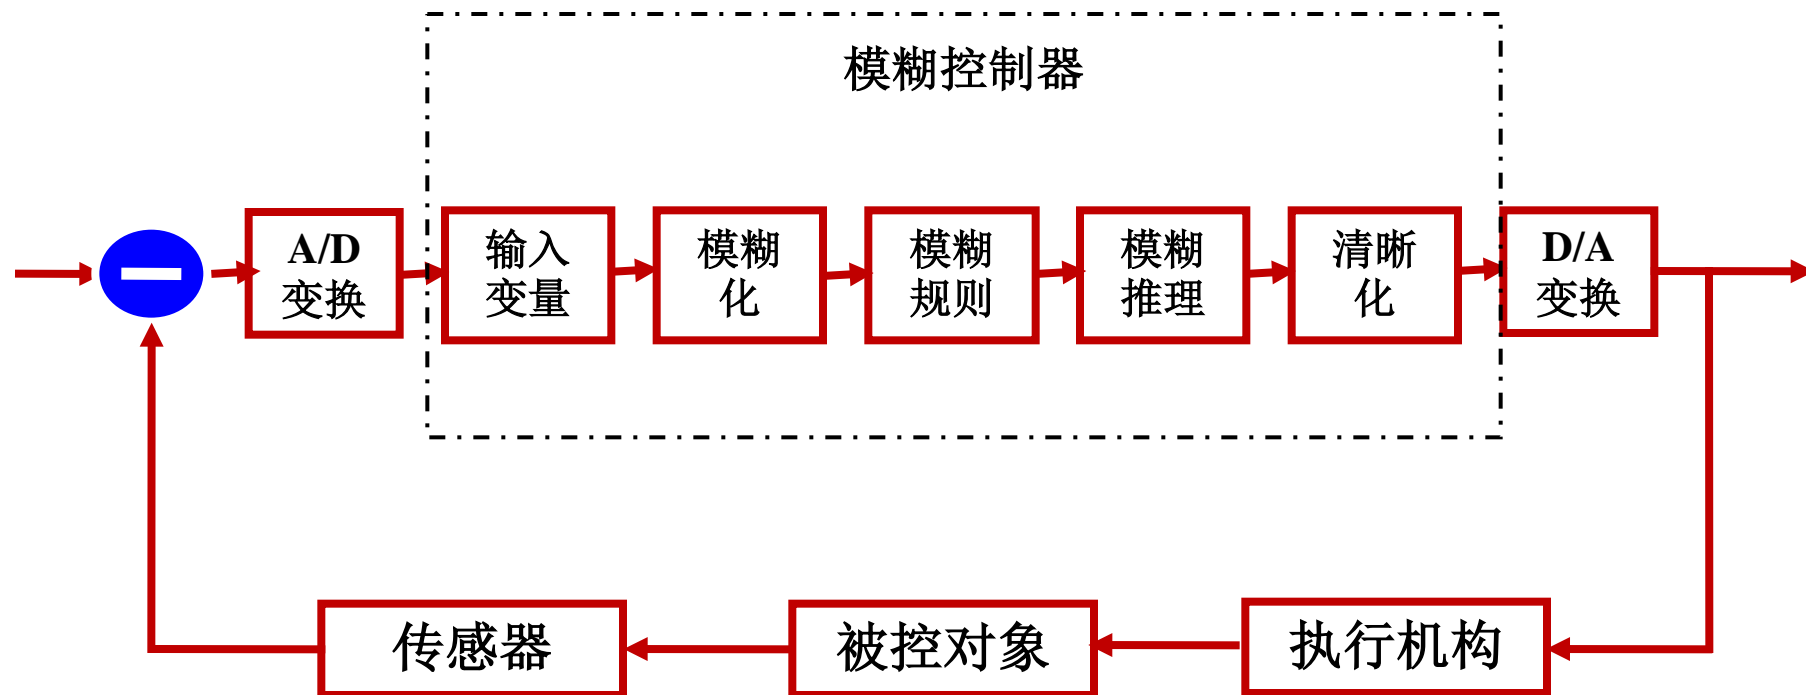 模糊控制器
A/D
变换
输入
变量
模糊
化
模糊
规则
模糊
推理
清晰
化
D/A
变换
传感器
被控对象
执行机构